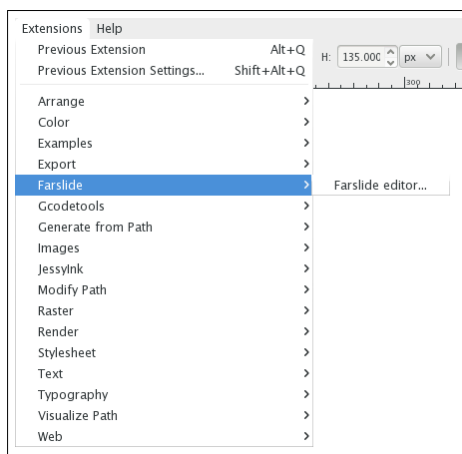 Extensions Help
Previous Extension Alt+Q
Previous Extension Settings... Shift+Alt+Q
H: 135.000 px
300
Arrange
Color
Examples
Export
Farslide
Farslide editor...
Gcodetools
Generate from Path
Images
JessyInk
Modify Path
Raster
Render
Stylesheet
Text
Typography
Visualize Path
Web